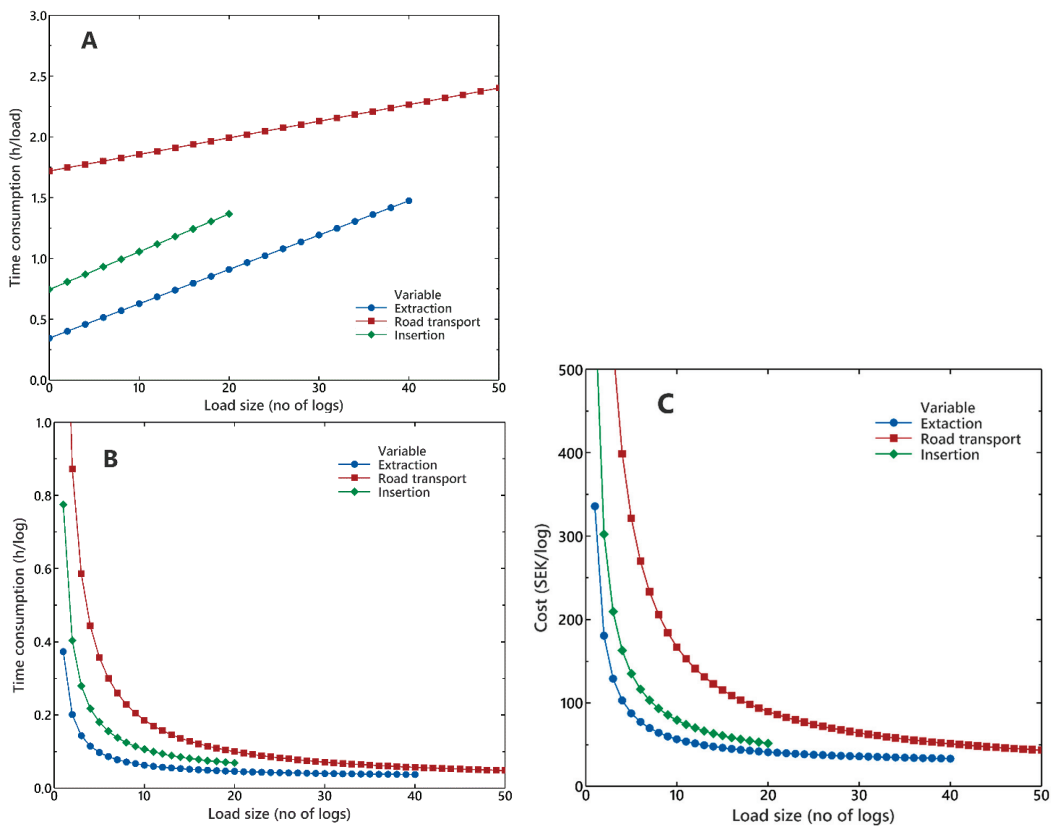 A
Time consumption (h/load)
3.0
2.5
2.0
1.5
1.0
0.5
0.0
Variable
Extraction
Road transport
Insertion
0 10 20 30 40 50
Load size (no of logs)
B
Time consumption (h/log)
1.0
0.8
0.6
0.4
0.2
0.0
Variable
Extraction
Road transport
Insertion
0 10 20 30 40 50
Load size (no of logs)
C
Cost (SEK/log)
500
400
300
200
100
0
Variable
Extaction
Road transport
Insertion
0 10 20 30 40 50
Load size (no of logs)